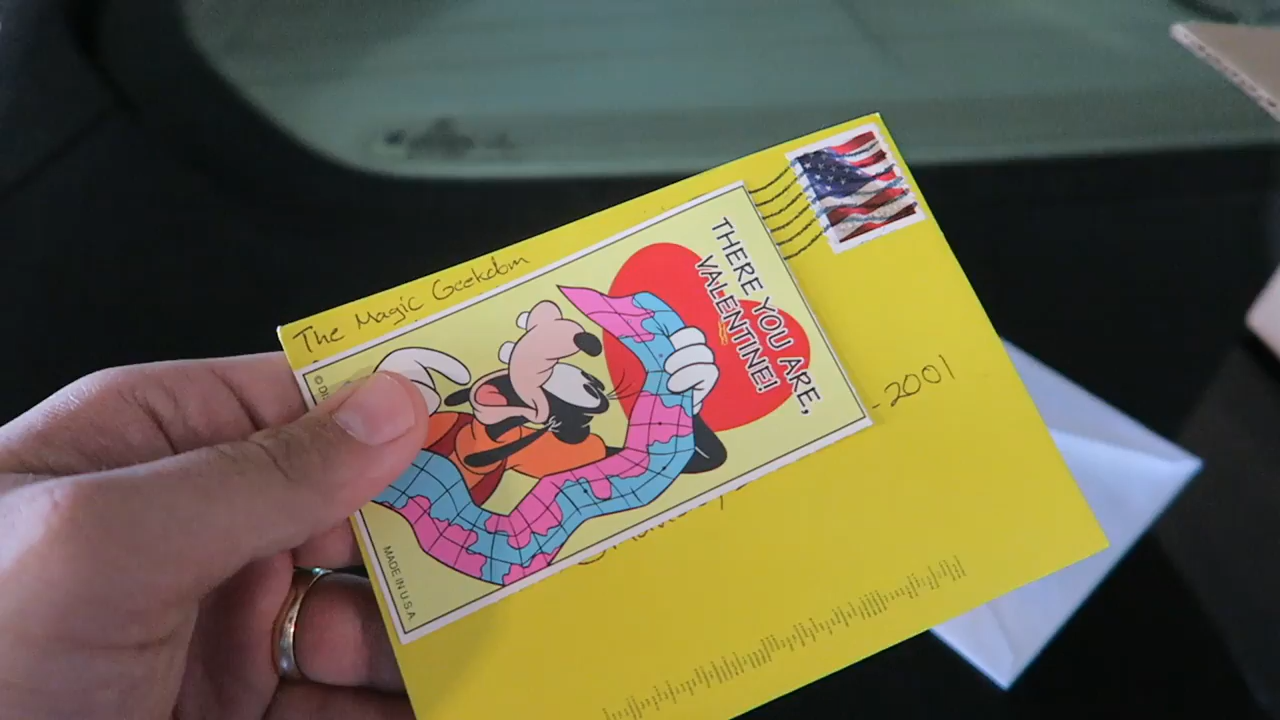 The Magic Geekdom
THERE YOU ARE,
VALENTINE!
-2001
MADE IN U.S.A.